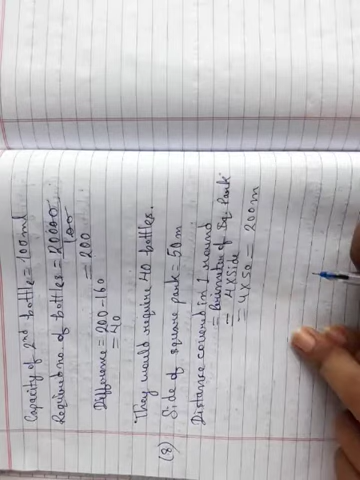 Capacity of 2nd bottle = 100 ml
Required no. of bottles = 20000
100
= 200
Difference = 200 - 160
= 40
They would require 40 bottles.
(8) Side of square park = 50 m
Distance covered in 1 round
= Perimeter of Sq. Park
= 4 x Side
= 4 x 50 = 200 m